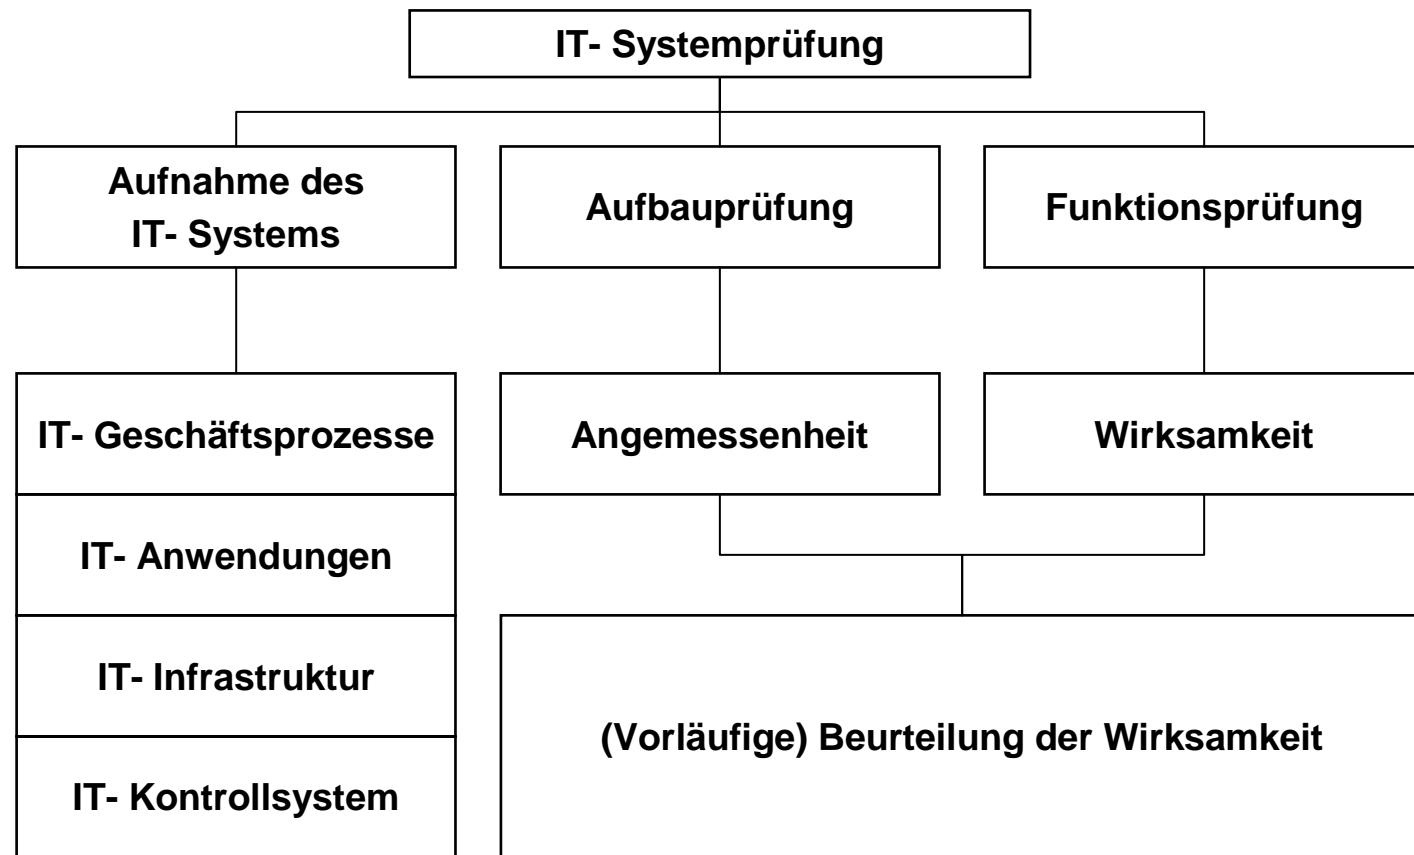 IT- Systemprüfung
Aufnahme des
IT- Systems
Aufbauprüfung
Funktionsprüfung
IT- Geschäftsprozesse
Angemessenheit
Wirksamkeit
IT- Anwendungen
IT- Infrastruktur
(Vorläufige) Beurteilung der Wirksamkeit
IT- Kontrollsystem